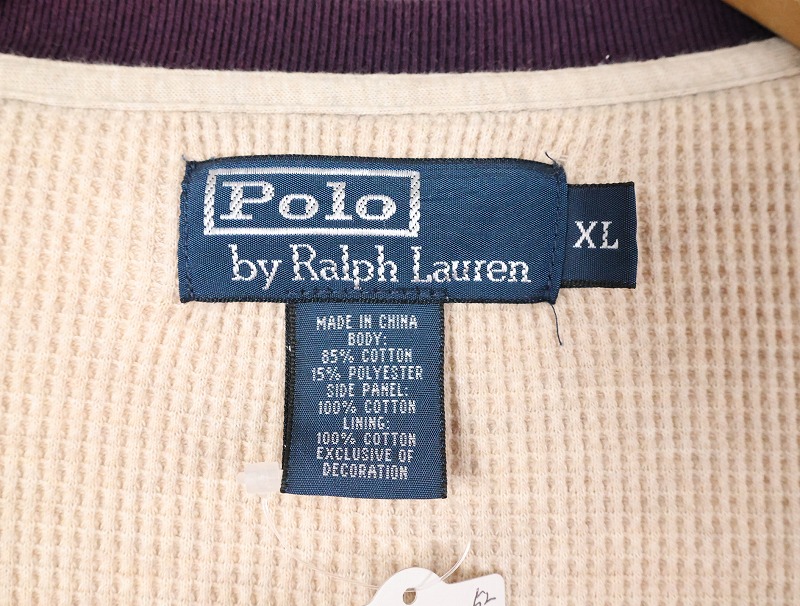 Polo
by Ralph Lauren
XL
MADE IN CHINA
BODY:
85% COTTON
15% POLYESTER
SIDE PANEL:
100% COTTON
LINING:
100% COTTON
EXCLUSIVE OF
DECORATION